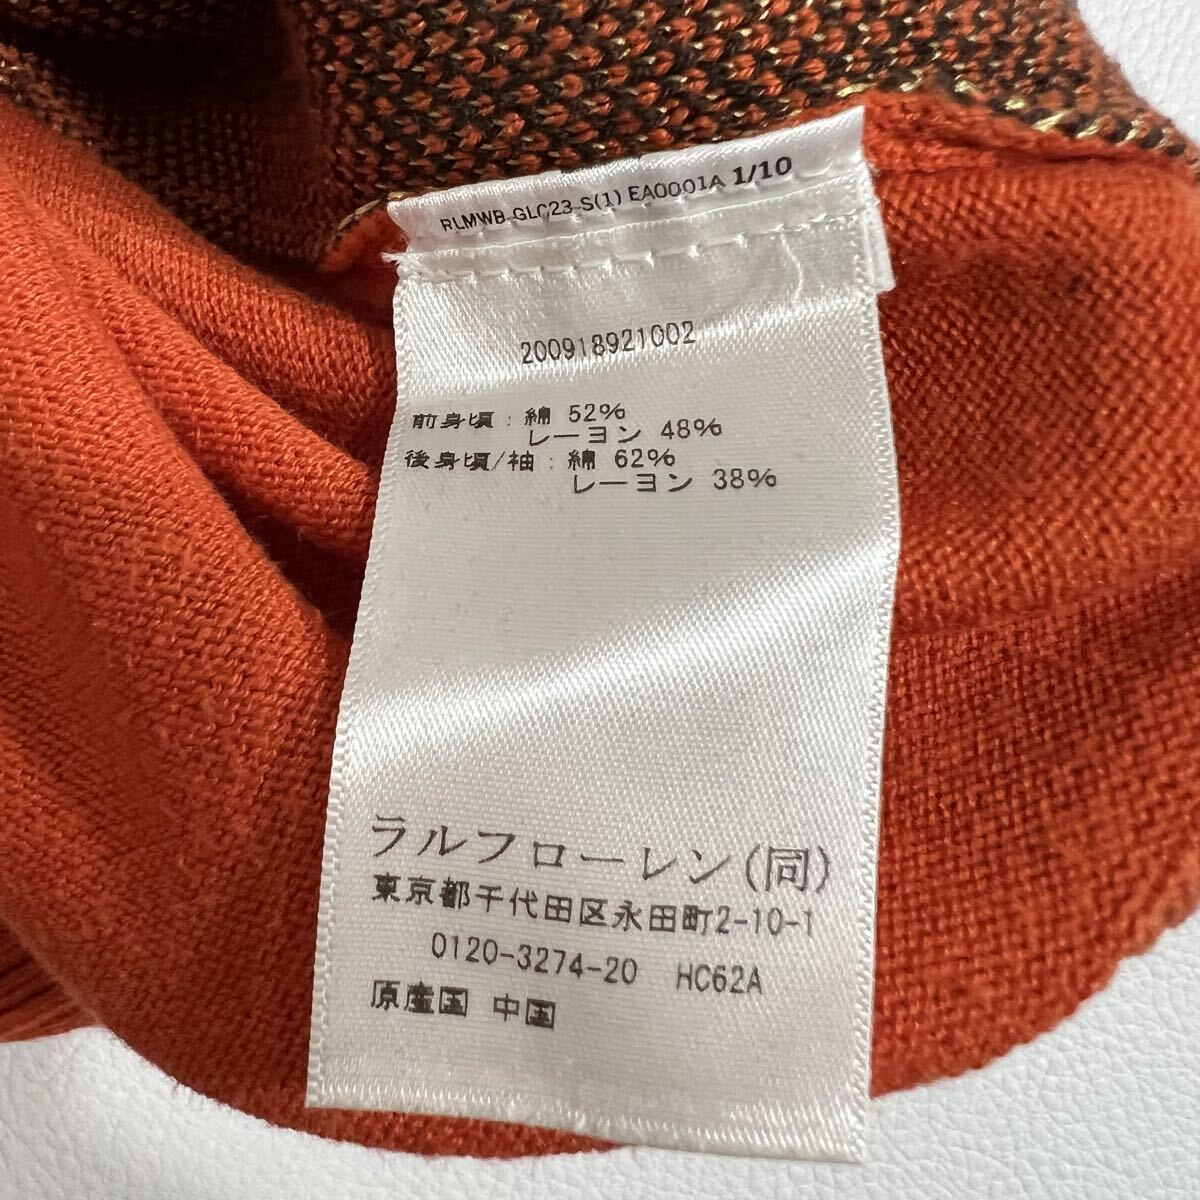 RLMWB-GLC23-S(1) EA0001A 1/10
200918921002
前身頃 : 綿 52%
レーヨン 48%
後身頃/袖 : 綿 62%
レーヨン 38%
ラルフローレン(同)
東京都千代田区永田町2-10-1
0120-3274-20 HC62A
原産国 中国